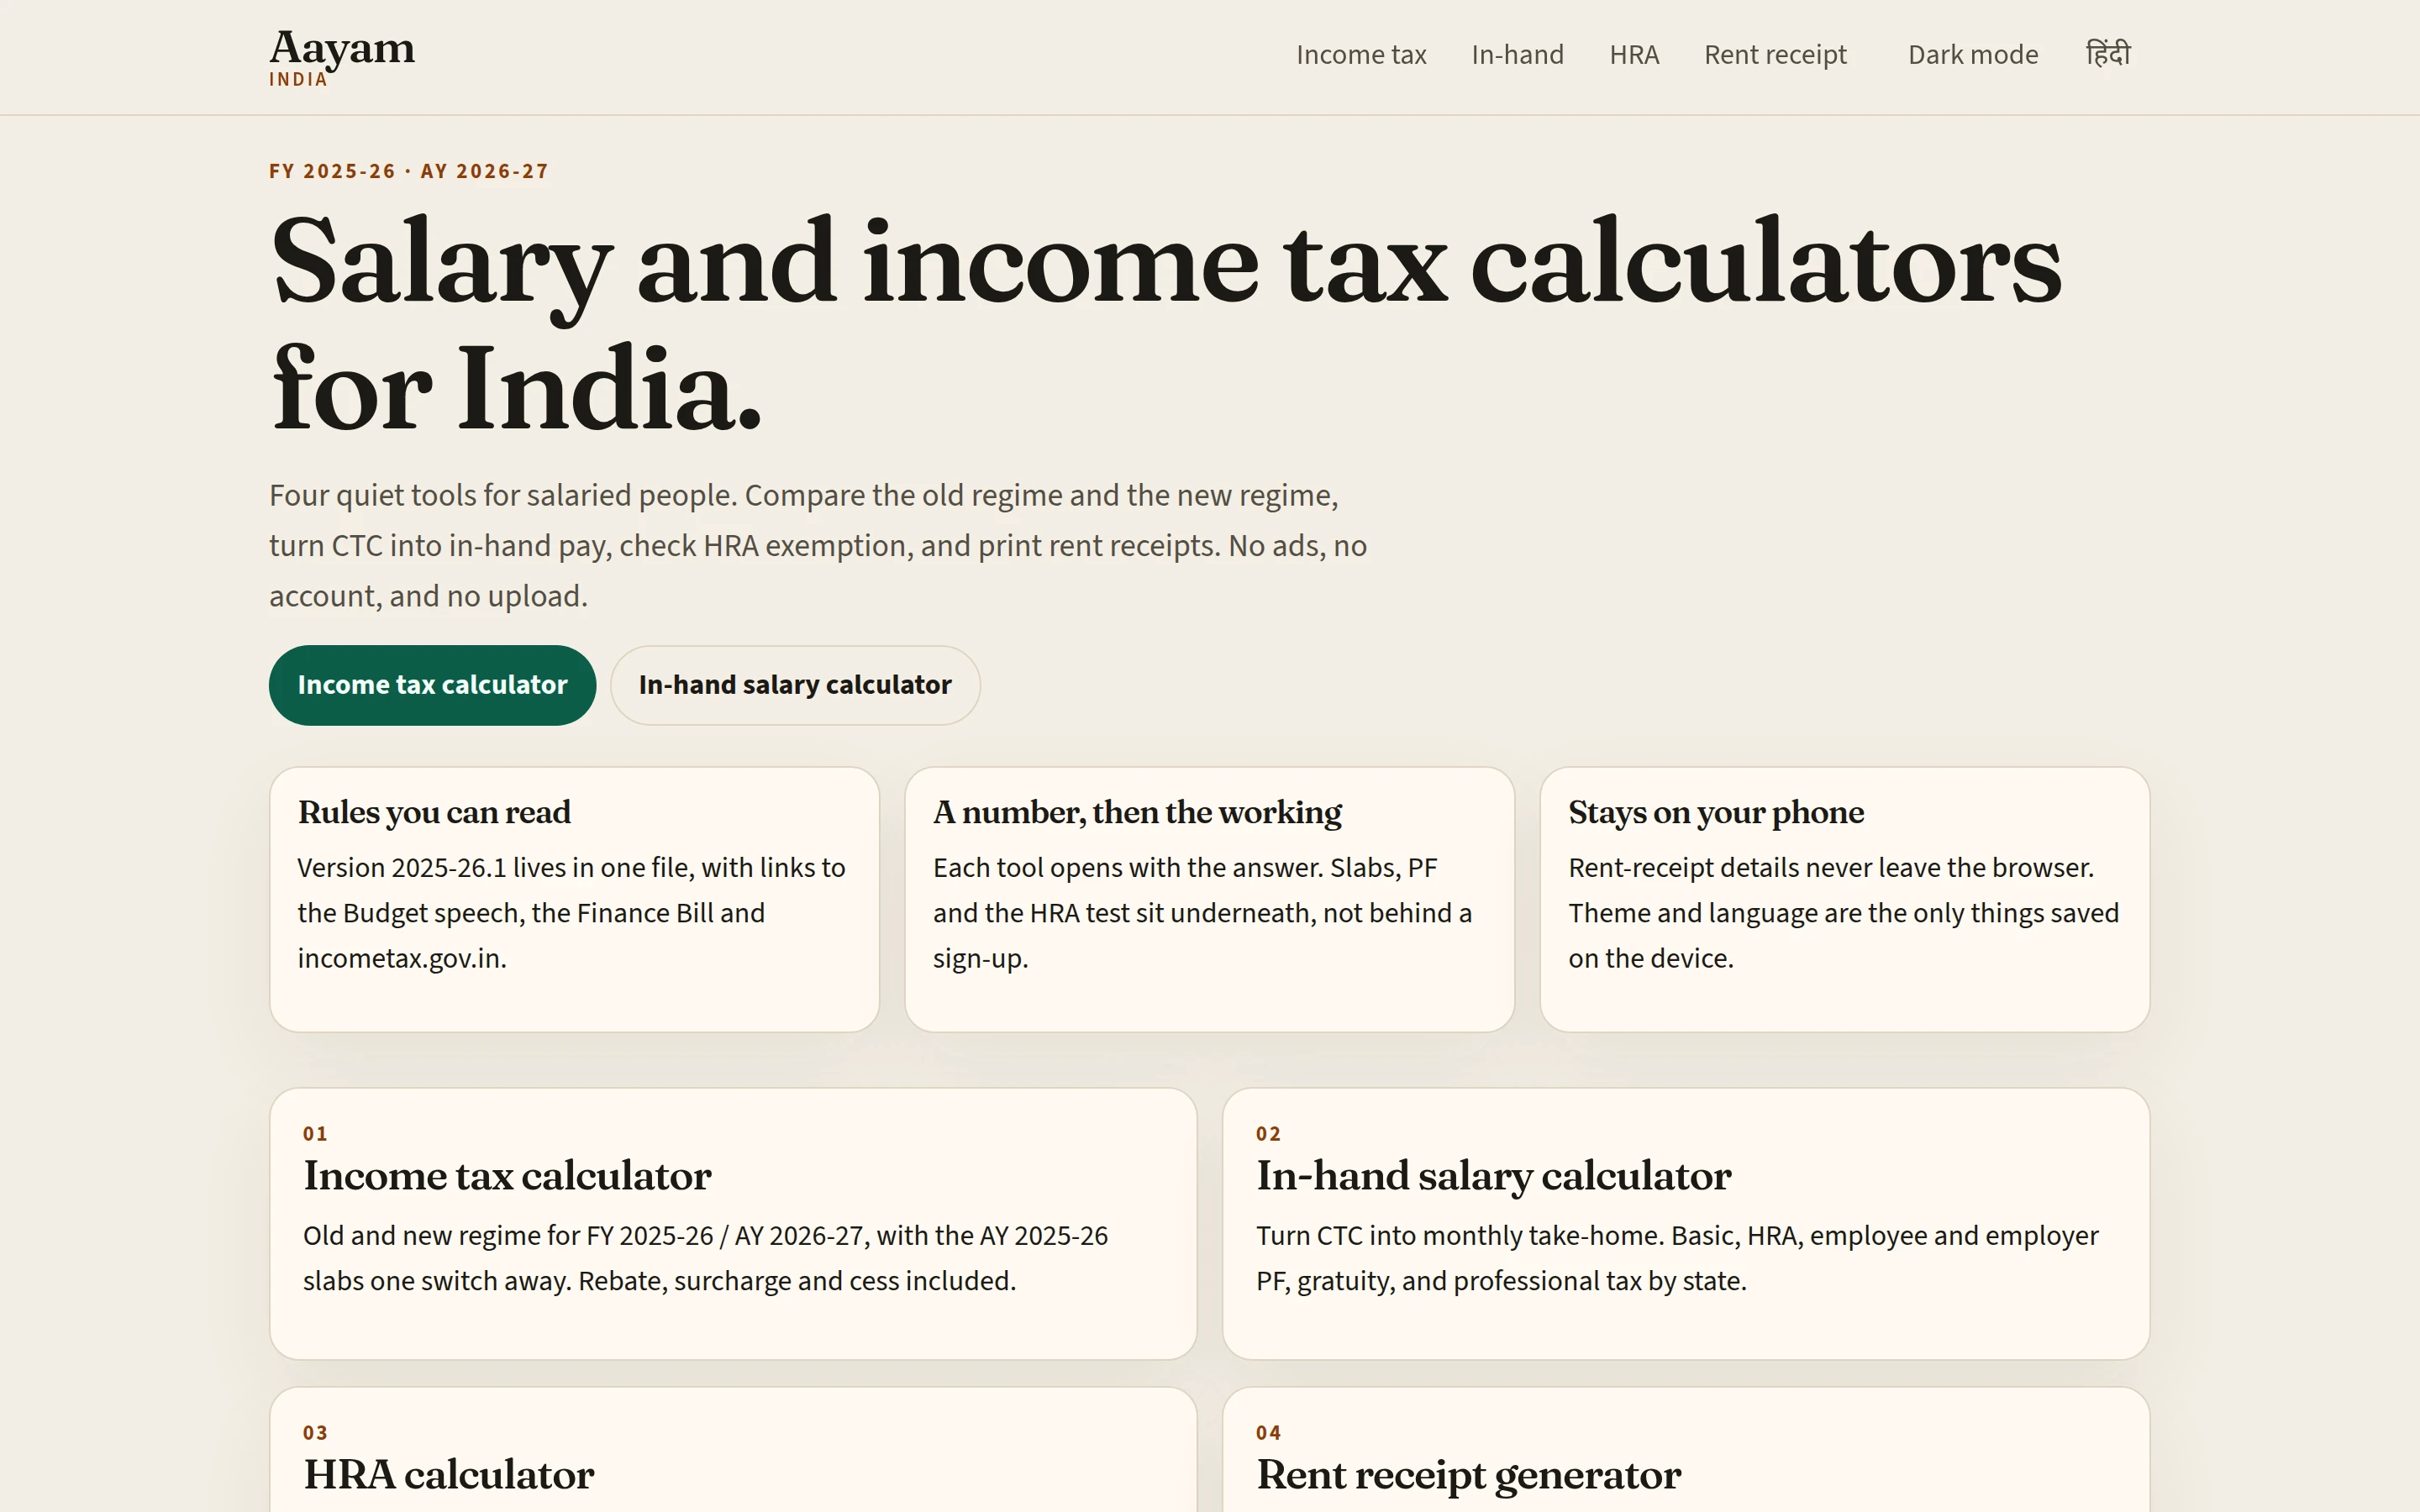 Aayam
INDIA
Income tax
In-hand
HRA
Rent receipt
Dark mode
हिंदी
FY 2025-26 · AY 2026-27
Salary and income tax calculators
for India.
Four quiet tools for salaried people. Compare the old regime and the new regime,
turn CTC into in-hand pay, check HRA exemption, and print rent receipts. No ads, no
account, and no upload.
Income tax calculator
In-hand salary calculator
Rules you can read
Version 2025-26.1 lives in one file, with links to
the Budget speech, the Finance Bill and
incometax.gov.in.
A number, then the working
Each tool opens with the answer. Slabs, PF
and the HRA test sit underneath, not behind a
sign-up.
Stays on your phone
Rent-receipt details never leave the browser.
Theme and language are the only things saved
on the device.
01
Income tax calculator
Old and new regime for FY 2025-26 / AY 2026-27, with the AY 2025-26
slabs one switch away. Rebate, surcharge and cess included.
02
In-hand salary calculator
Turn CTC into monthly take-home. Basic, HRA, employee and employer
PF, gratuity, and professional tax by state.
03
HRA calculator
04
Rent receipt generator